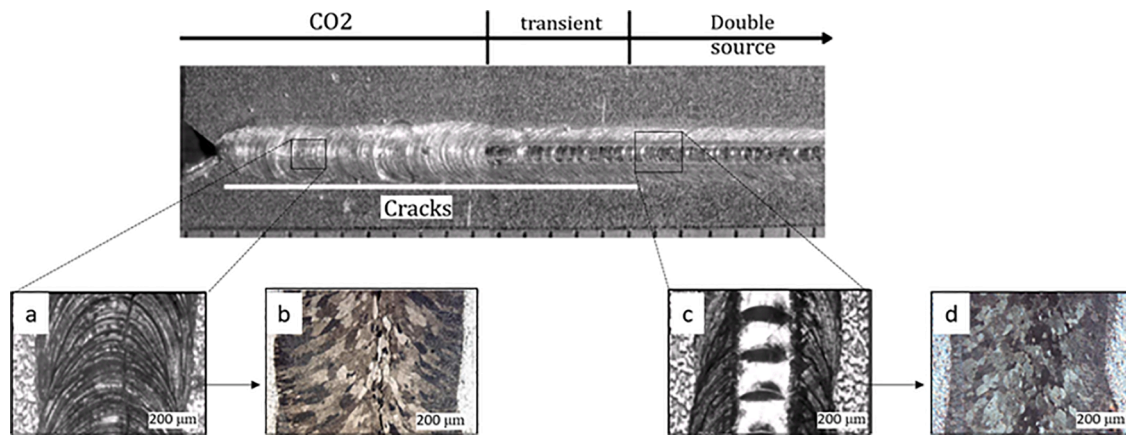 CO2
transient
Double
source
Cracks
a
200 μm
b
200 μm
c
200 μm
d
200 μm